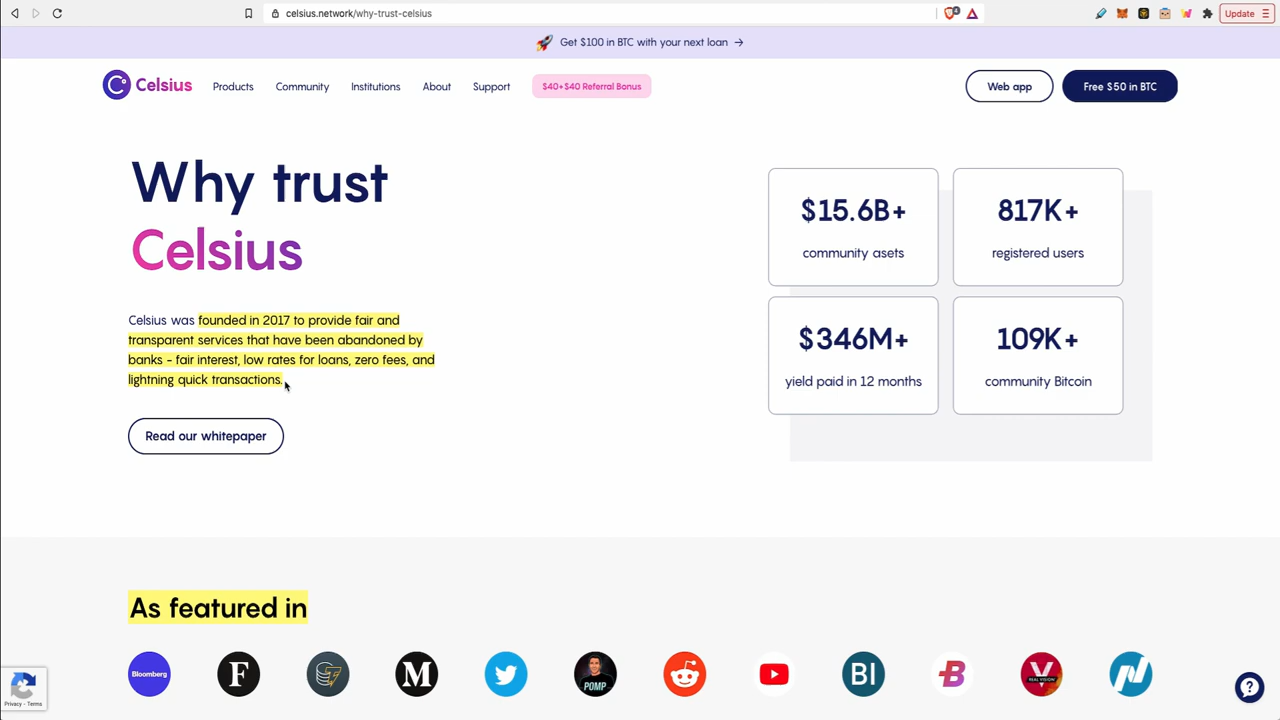 celsius.network/why-trust-celsius
Update
Get $100 in BTC with your next loan →
Celsius
Products
Community
Institutions
About
Support
$40+$40 Referral Bonus
Web app
Free $50 in BTC
Why trust
Celsius
Celsius was founded in 2017 to provide fair and
transparent services that have been abandoned by
banks - fair interest, low rates for loans, zero fees, and
lightning quick transactions.
Read our whitepaper
$15.6B+
community asets
817K+
registered users
$346M+
yield paid in 12 months
109K+
community Bitcoin
As featured in
Bloomberg
F
M
POMP
BI
B
V
REAL VISION
Privacy - Terms
?